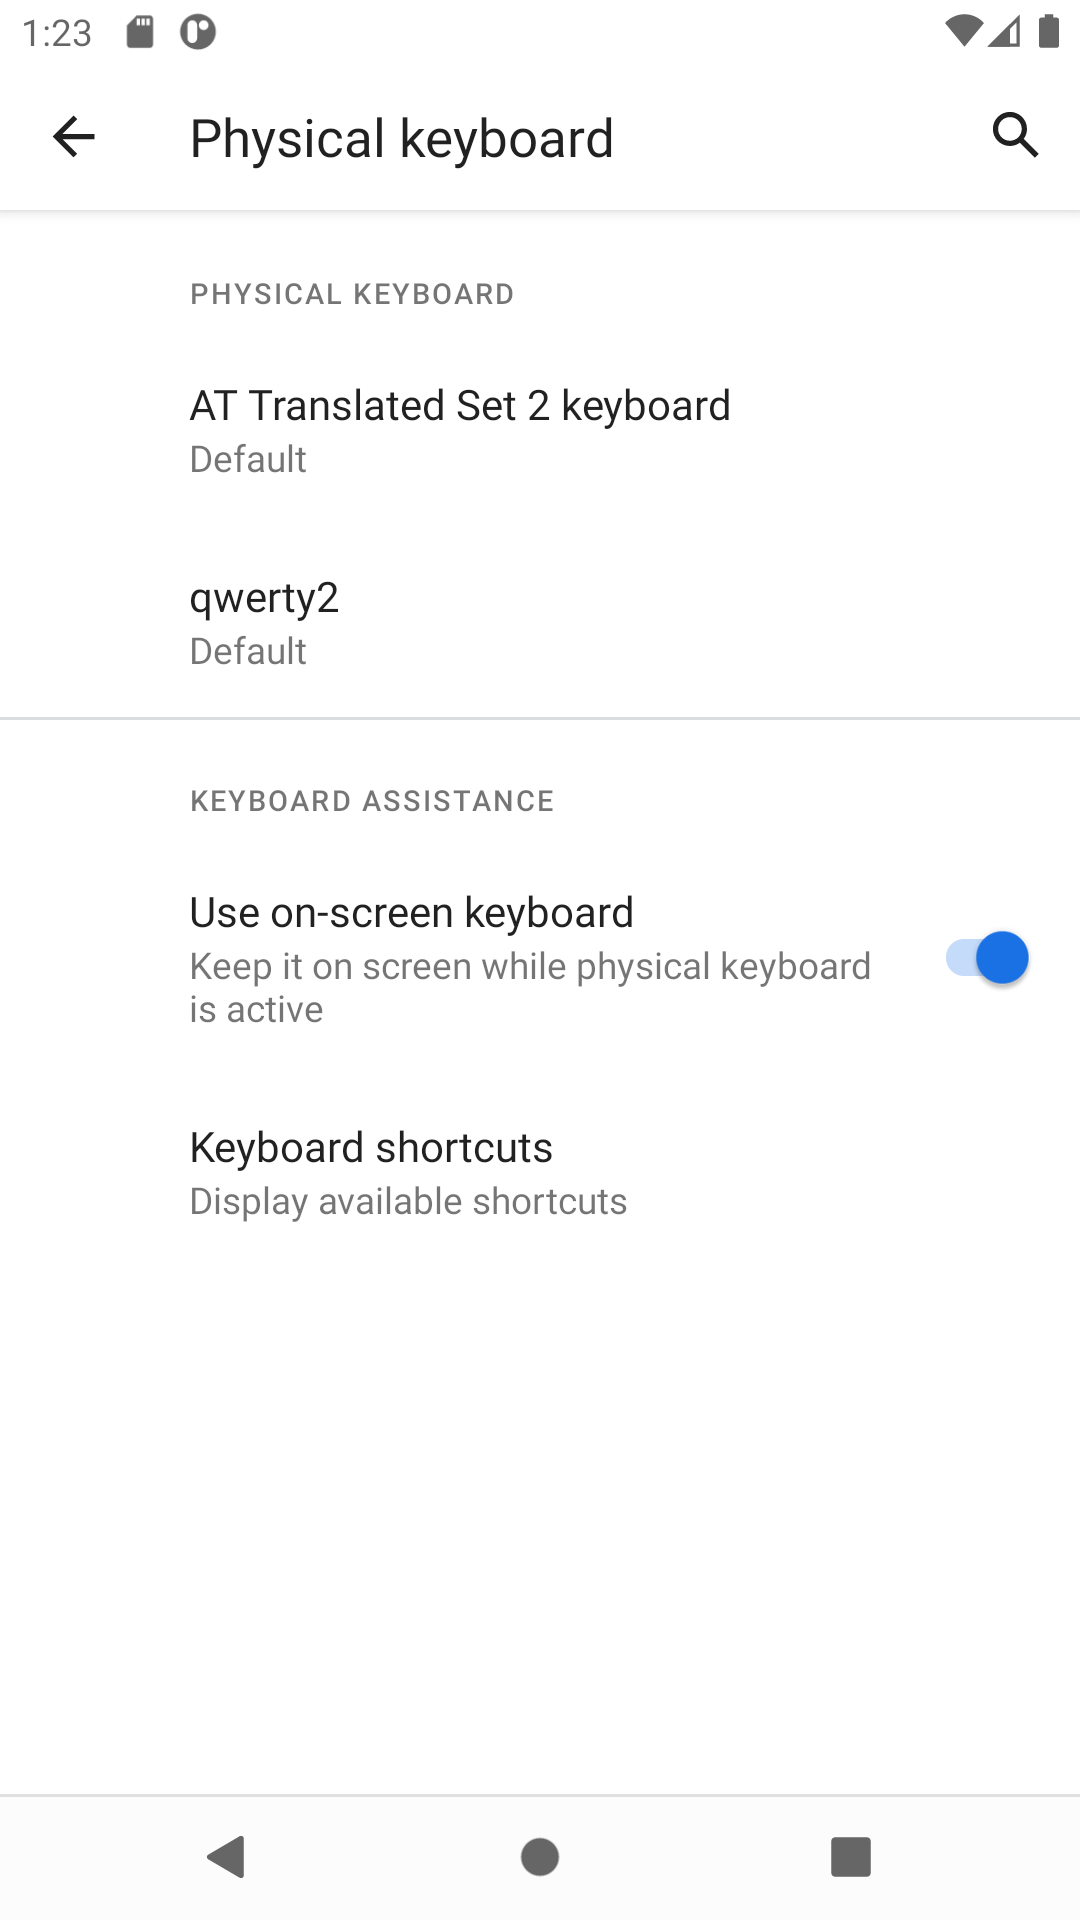 1:23
Physical keyboard
PHYSICAL KEYBOARD
AT Translated Set 2 keyboard
Default
qwerty2
Default
KEYBOARD ASSISTANCE
Use on-screen keyboard
Keep it on screen while physical keyboard
is active
Keyboard shortcuts
Display available shortcuts